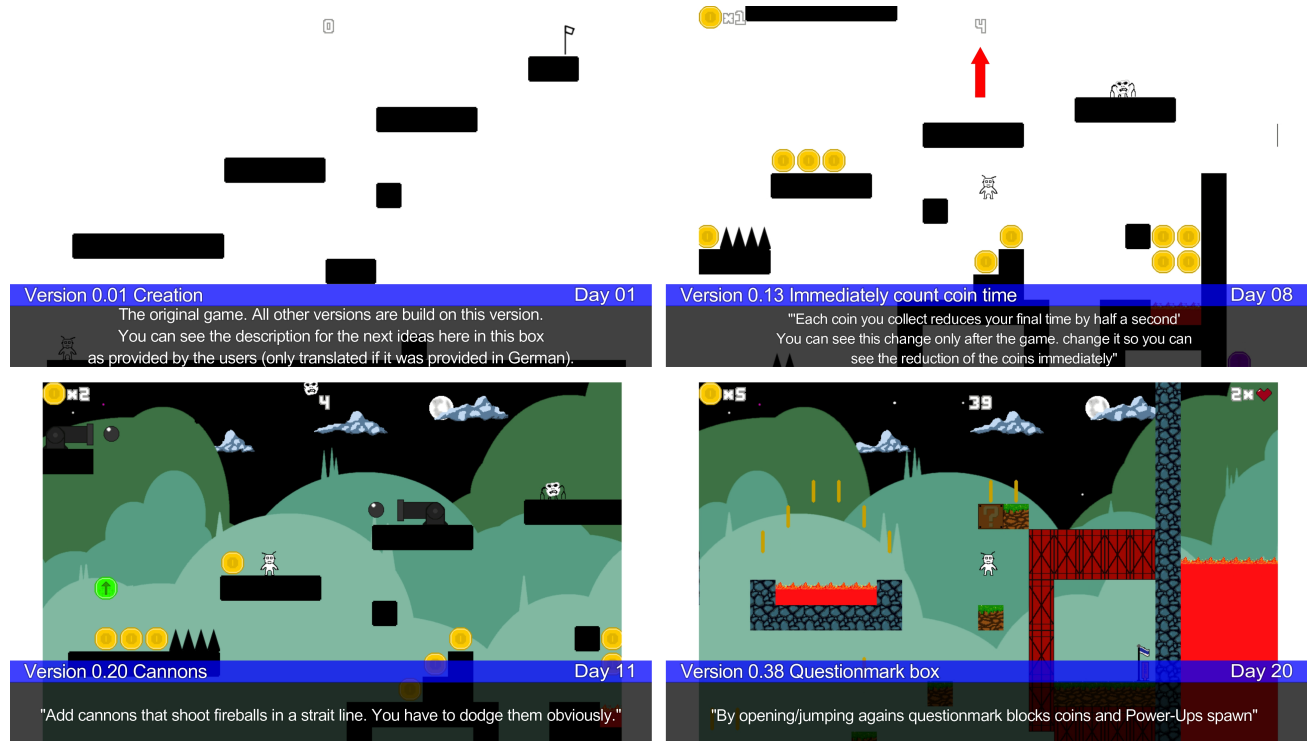 0
Version 0.01 Creation Day 01
The original game. All other versions are build on this version.
You can see the description for the next ideas here in this box
as provided by the users (only translated if it was provided in German).
x1
4
Version 0.13 Immediately count coin time Day 08
"'Each coin you collect reduces your final time by half a second'
You can see this change only after the game. change it so you can
see the reduction of the coins immediately"
x2
4
Version 0.20 Cannons Day 11
"Add cannons that shoot fireballs in a strait line. You have to dodge them obviously."
x5
39
2x
?
Version 0.38 Questionmark box Day 20
"By opening/jumping agains questionmark blocks coins and Power-Ups spawn"